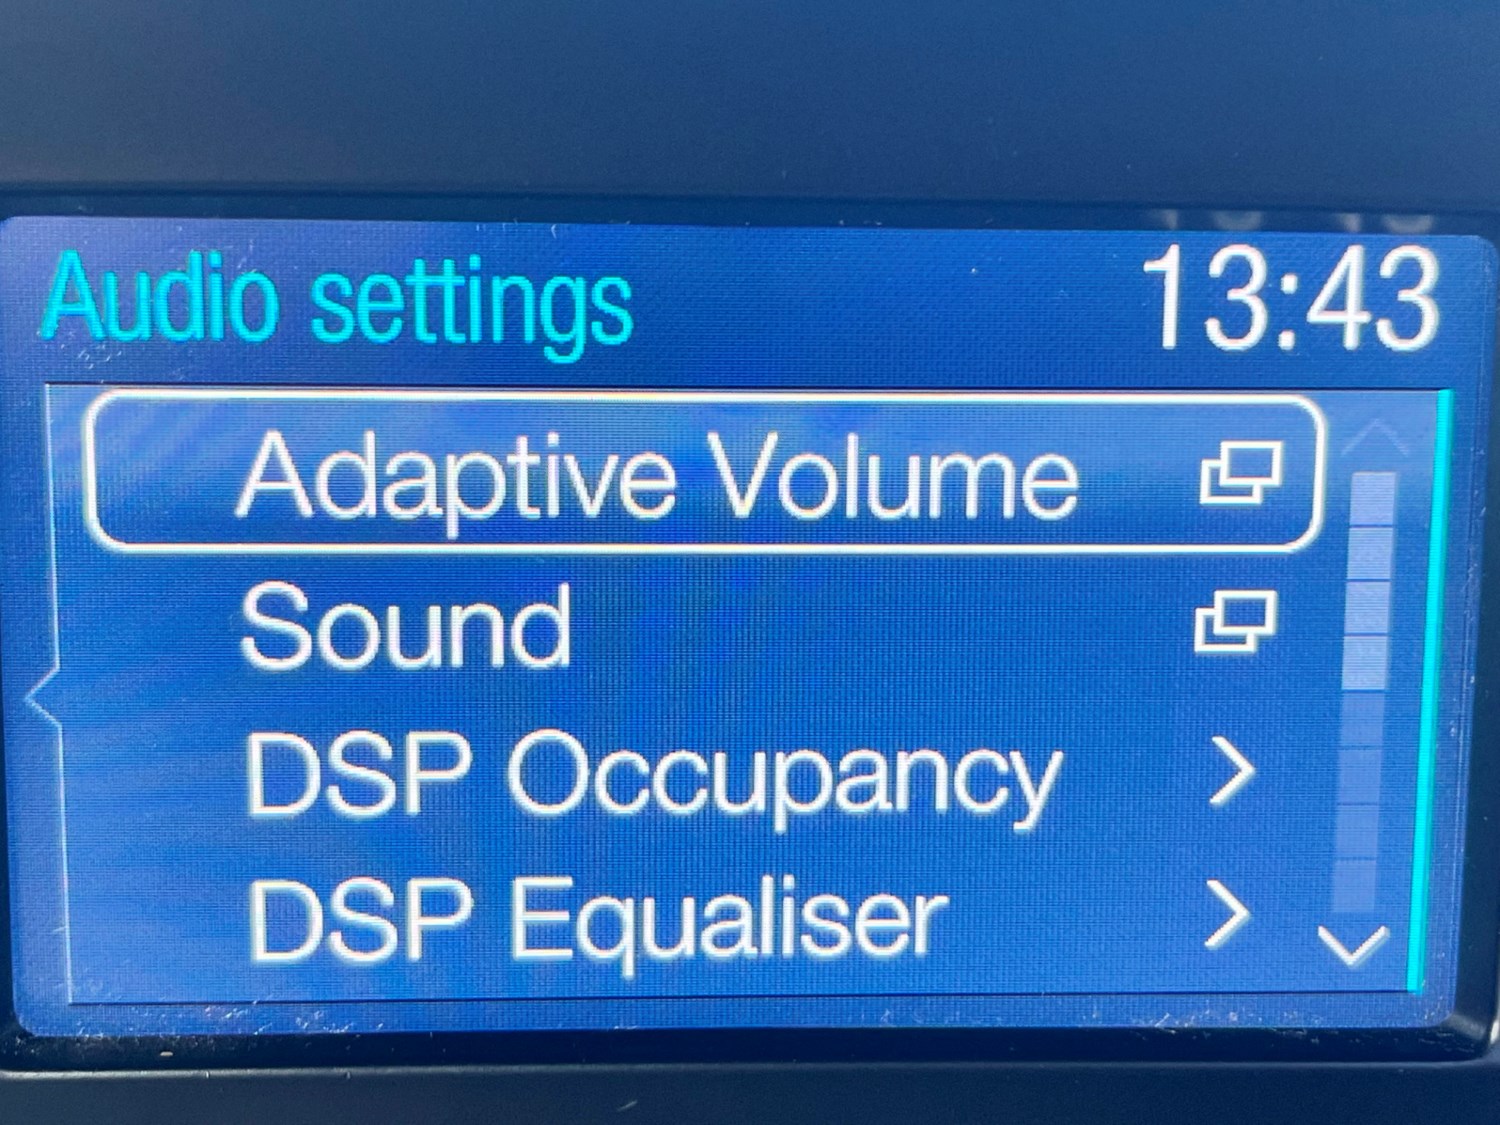 Audio settings 13:43
Adaptive Volume
Sound
DSP Occupancy
DSP Equaliser